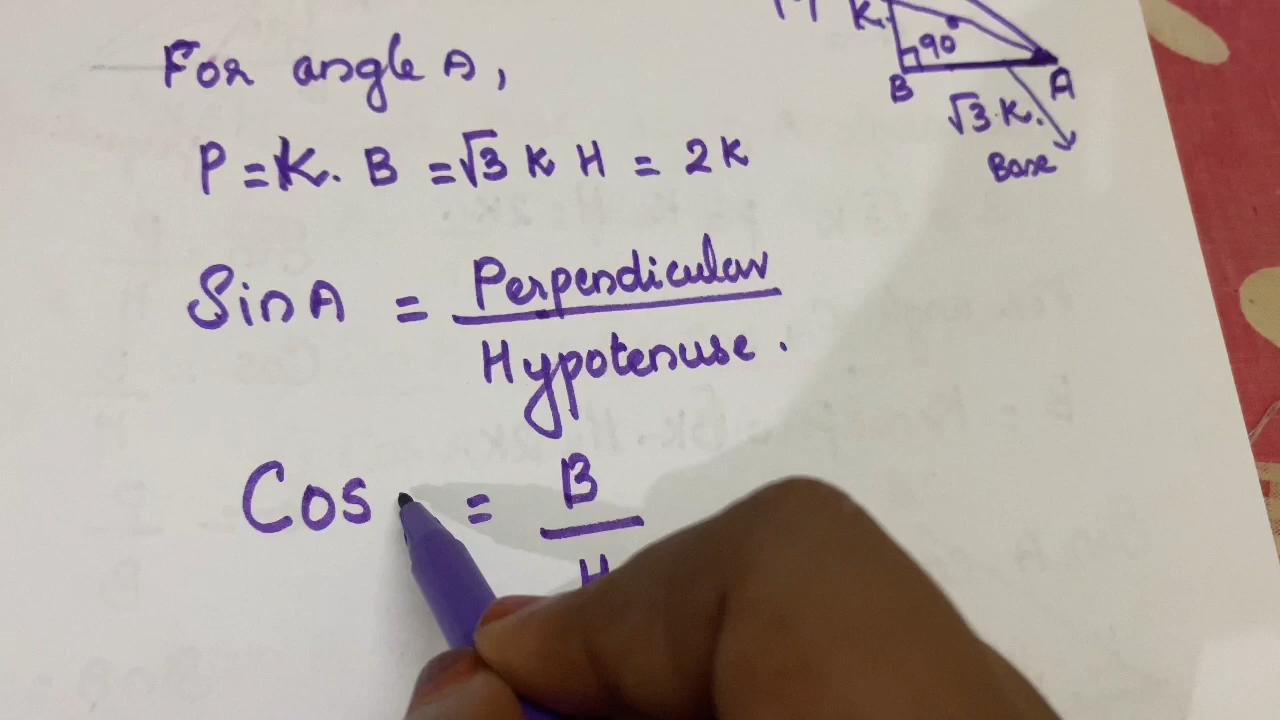 K.
90°
B
A
√3 K.
Base
For angle A,
P = K. B = √3 K H = 2K
Sin A = Perpendicular
Hypotenuse.
Cos = B
H